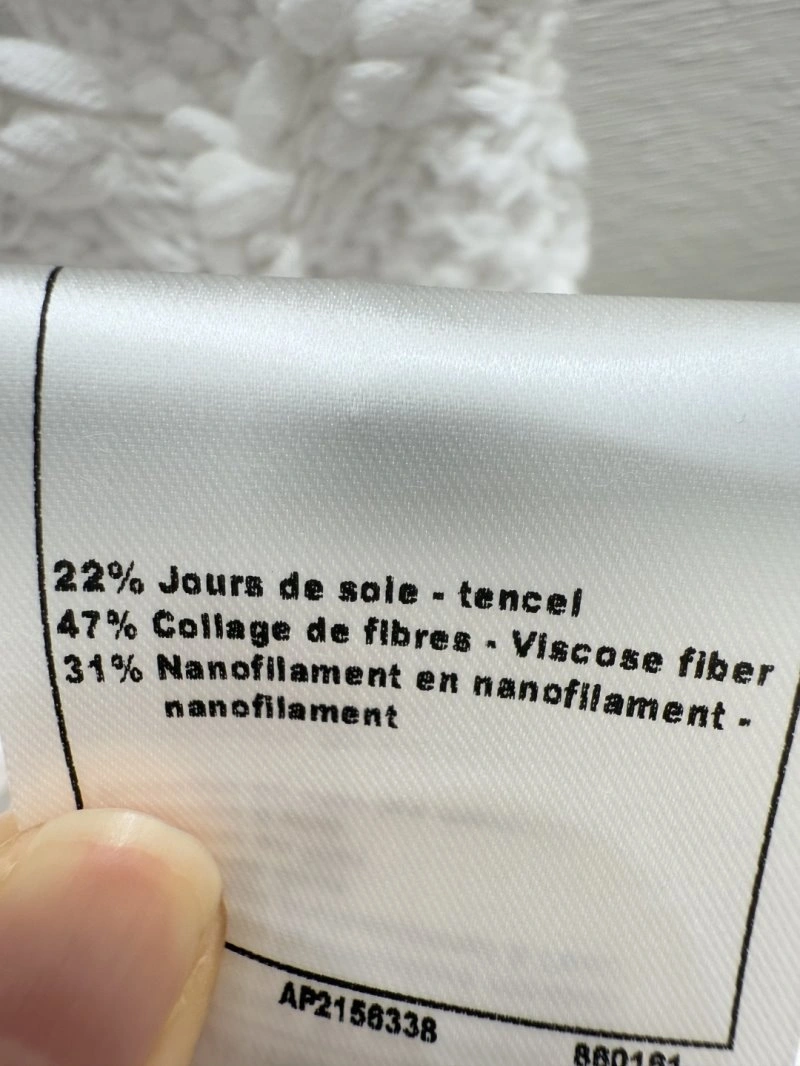 22% Jours de soie - tencel
47% Collage de fibres - Viscose fiber
31% Nanofilament en nanofilament -
nanofilament
AP2156338